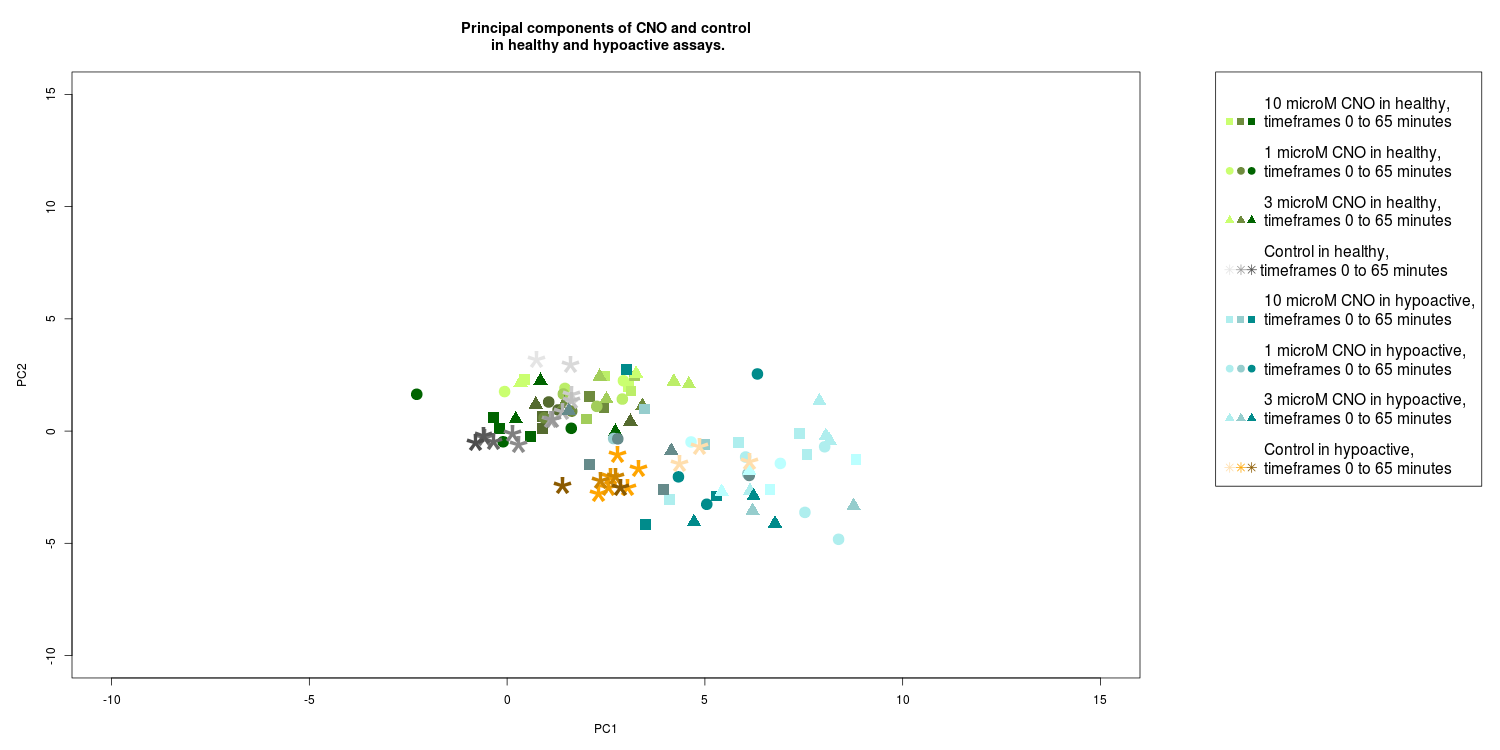 Principal components of CNO and control
in healthy and hypoactive assays.
15
10
5
0
-5
-10
PC2
-10
-5
0
5
10
15
PC1
10 microM CNO in healthy,
timeframes 0 to 65 minutes
1 microM CNO in healthy,
timeframes 0 to 65 minutes
3 microM CNO in healthy,
timeframes 0 to 65 minutes
Control in healthy,
timeframes 0 to 65 minutes
10 microM CNO in hypoactive,
timeframes 0 to 65 minutes
1 microM CNO in hypoactive,
timeframes 0 to 65 minutes
3 microM CNO in hypoactive,
timeframes 0 to 65 minutes
Control in hypoactive,
timeframes 0 to 65 minutes